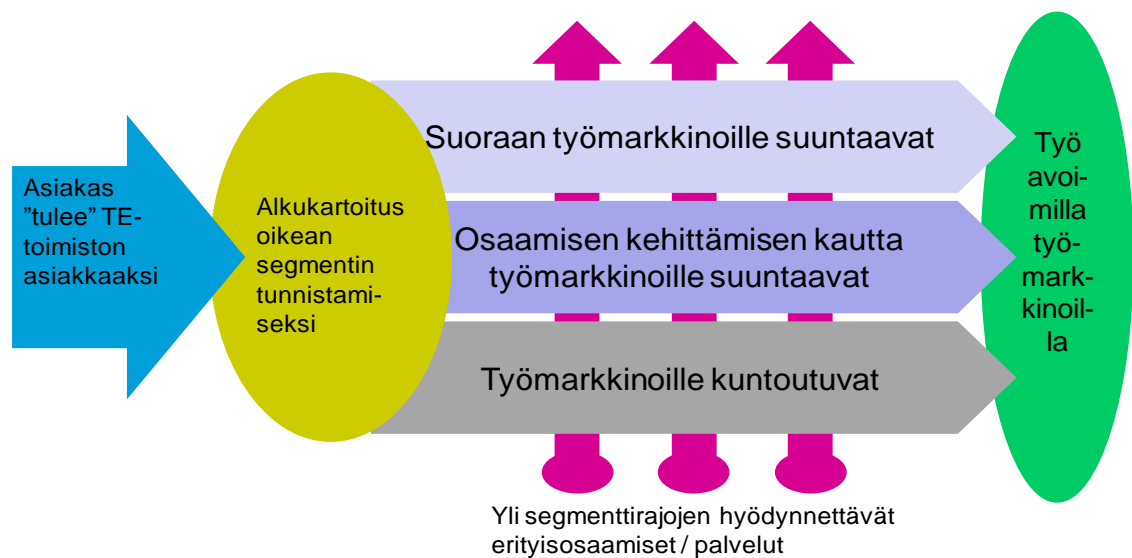 Asiakas
”tulee” TE-
toimiston
asiakkaaksi
Alkukartoitus
oikean
segmentin
tunnistami-
seksi
Suoraan työmarkkinoille suuntaavat
Osaamisen kehittämisen kautta
työmarkkinoille suuntaavat
Työmarkkinoille kuntoutuvat
Työ
avoi-
milla
työ-
mark-
kinoil-
la
Yli segmenttirajojen hyödynnettävät
erityisosaamiset / palvelut